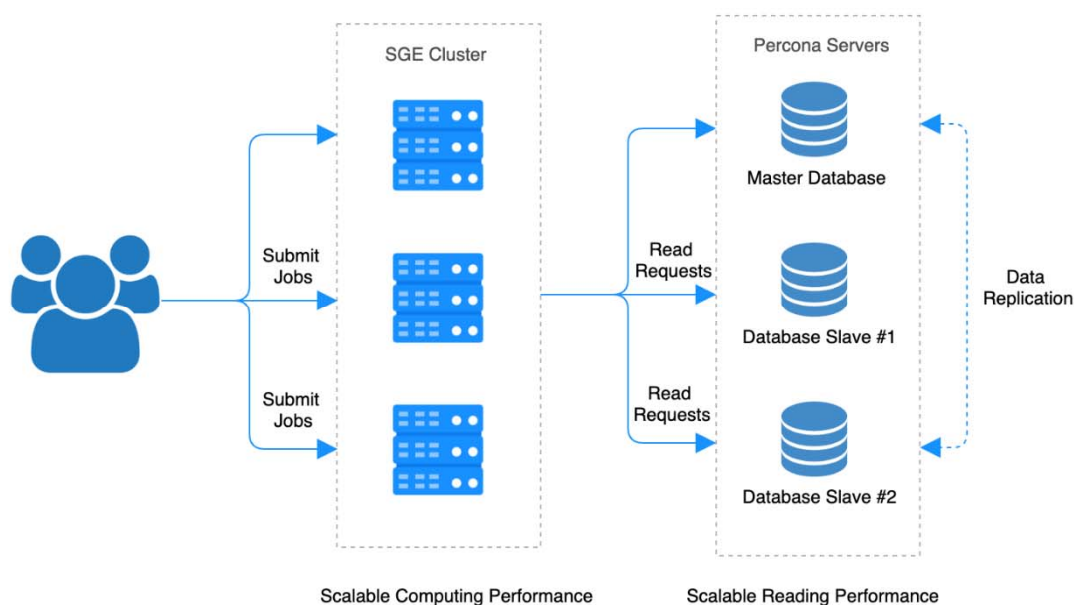 SGE Cluster
Percona Servers
Master Database
Submit
Jobs
Read
Requests
Data
Replication
Database Slave #1
Submit
Jobs
Read
Requests
Database Slave #2
Scalable Computing Performance
Scalable Reading Performance